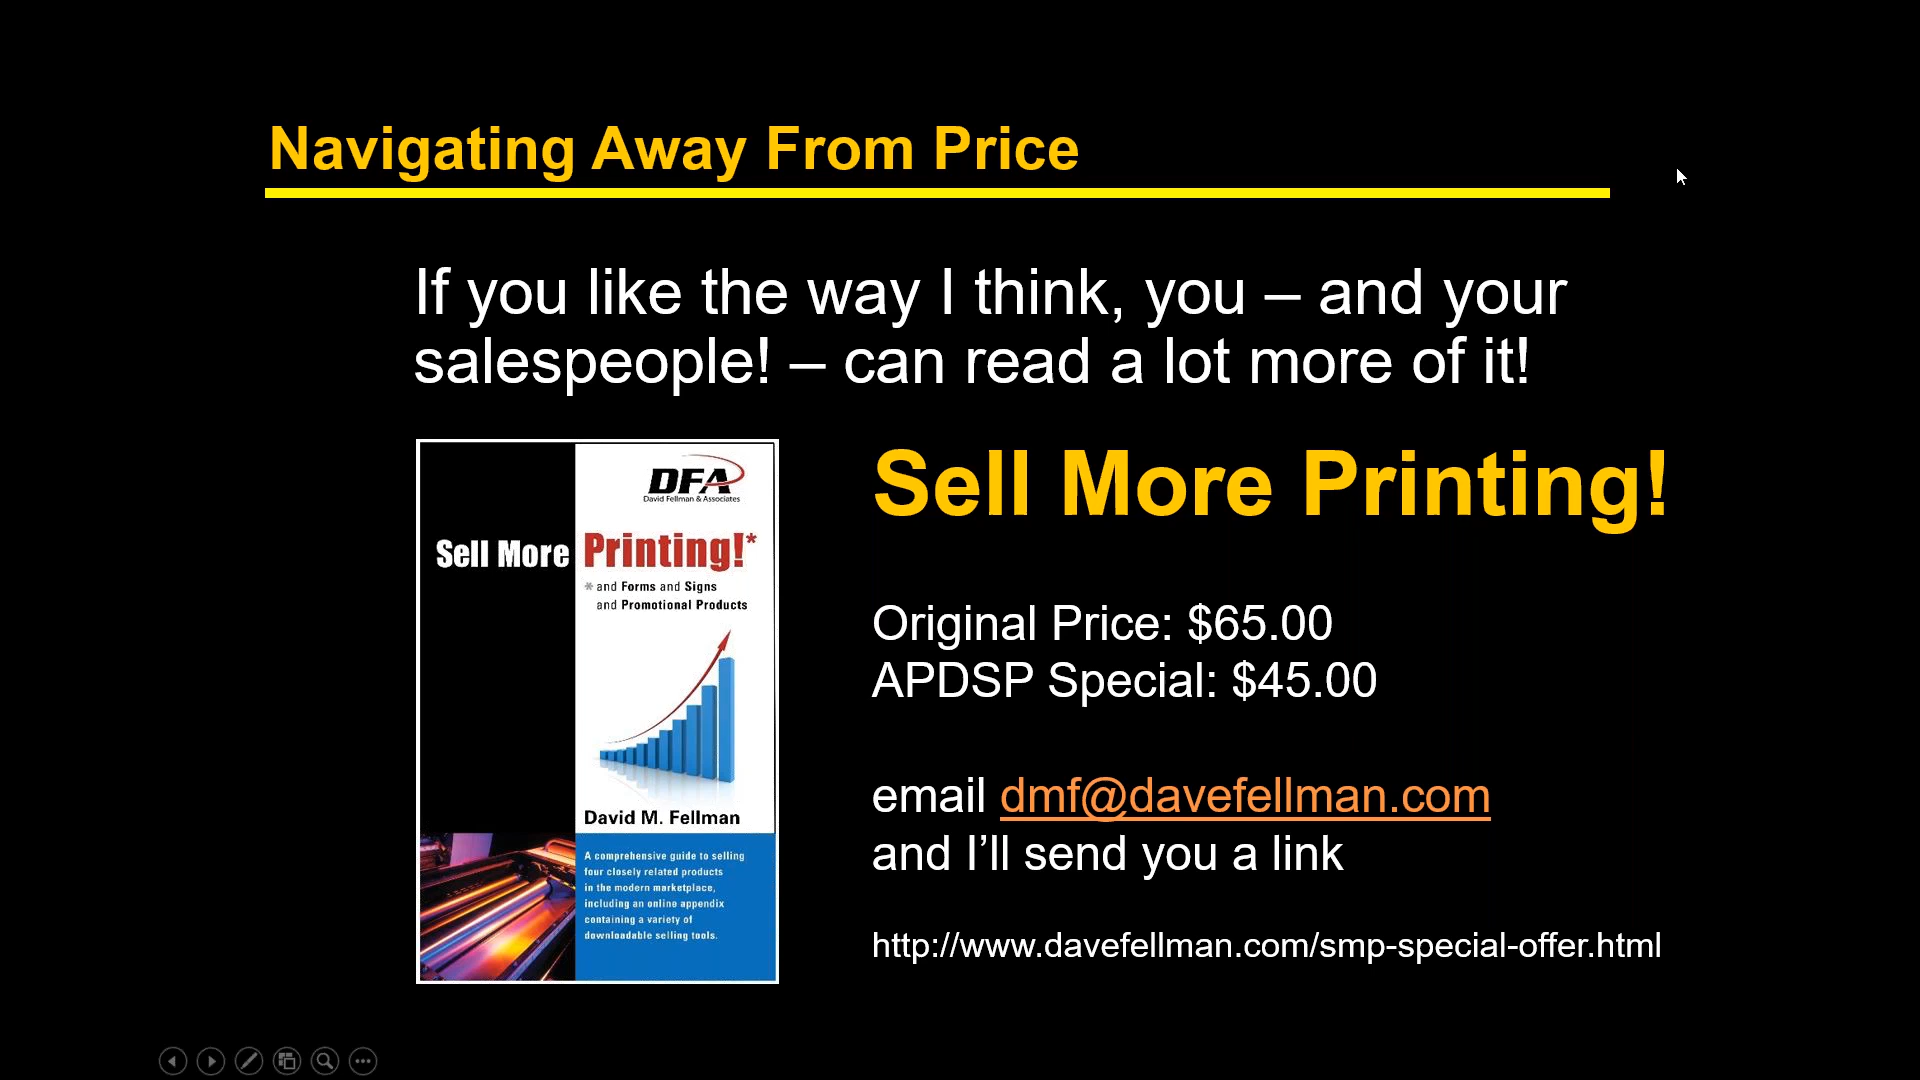 Navigating Away From Price
If you like the way I think, you – and your
salespeople! – can read a lot more of it!
DFA
David Fellman & Associates
Sell More Printing!*
* and Forms and Signs
and Promotional Products
David M. Fellman
A comprehensive guide to selling
four closely related products
in the modern marketplace,
including an online appendix
containing a variety of
downloadable selling tools.
Sell More Printing!
Original Price: $65.00
APDSP Special: $45.00
email dmf@davefellman.com
and I’ll send you a link
http://www.davefellman.com/smp-special-offer.html